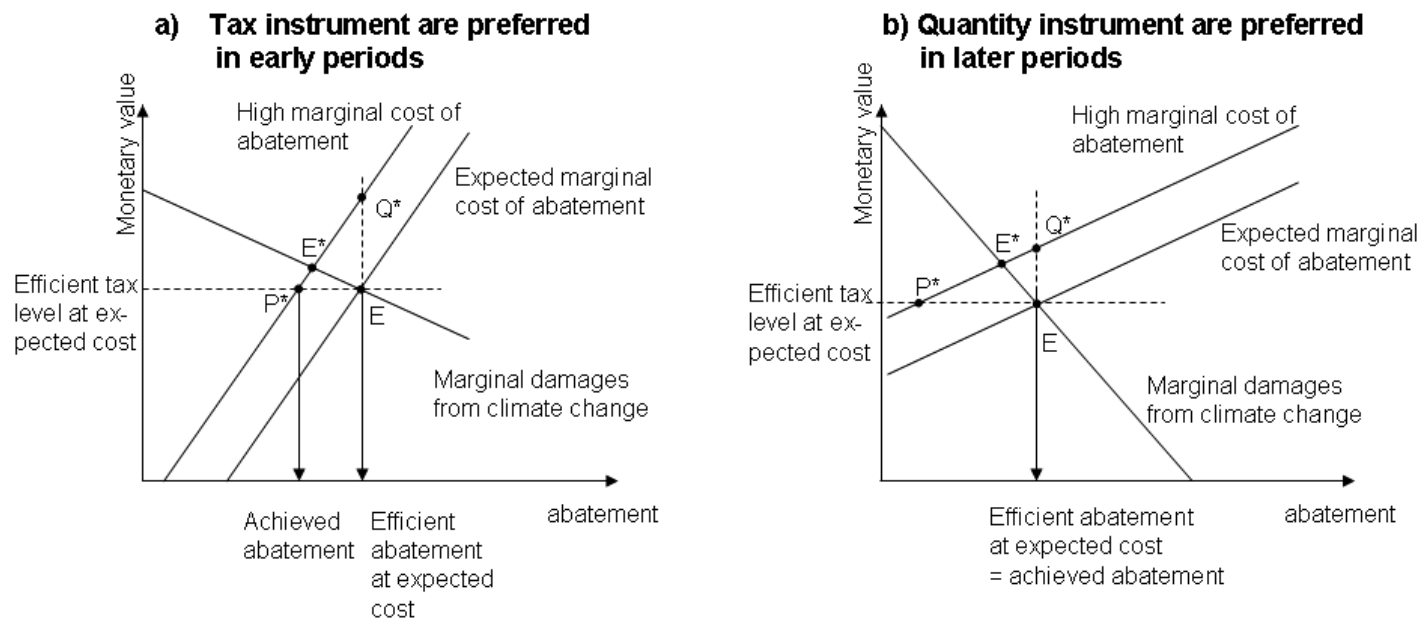 a) Tax instrument are preferred
in early periods
Monetary value
High marginal cost of
abatement
Expected marginal
cost of abatement
Q*
E*
Efficient tax
level at ex-
pected cost
P*
E
Marginal damages
from climate change
abatement
Achieved
abatement
Efficient
abatement
at expected
cost
b) Quantity instrument are preferred
in later periods
Monetary value
High marginal cost of
abatement
Q*
E*
Expected marginal
cost of abatement
P*
Efficient tax
level at ex-
pected cost
E
Marginal damages
from climate change
abatement
Efficient abatement
at expected cost
= achieved abatement